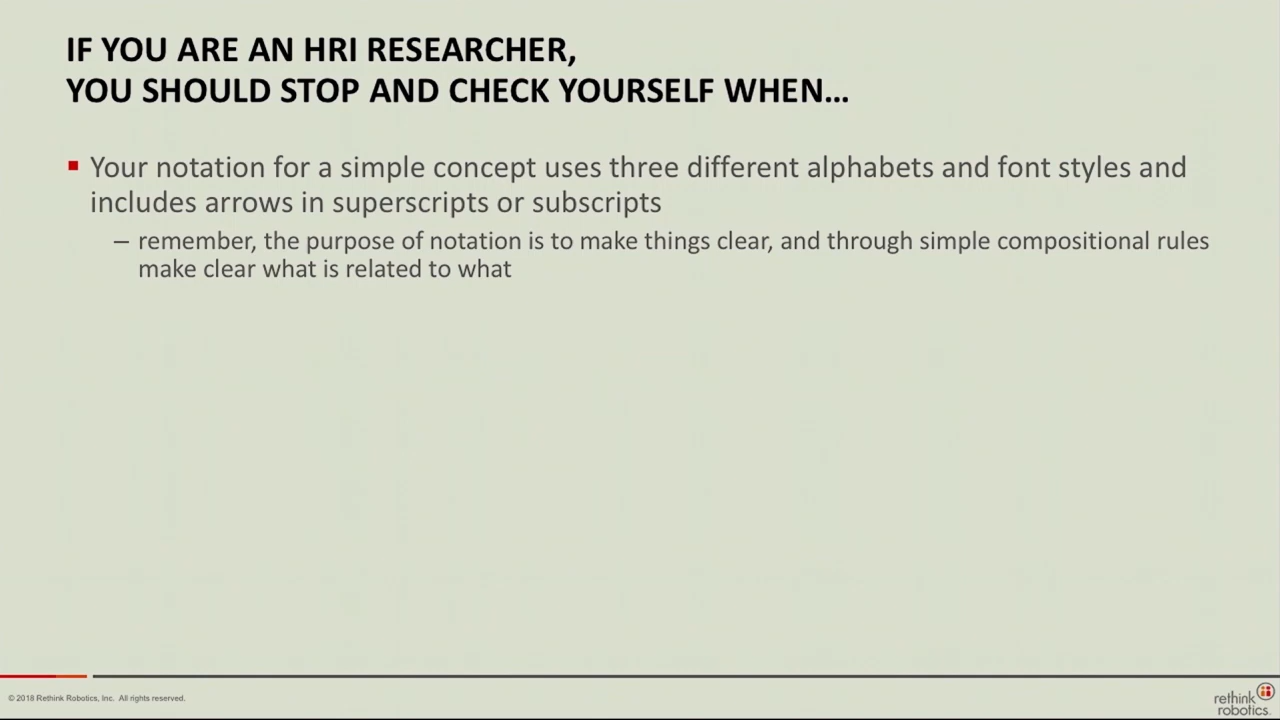 IF YOU ARE AN HRI RESEARCHER,
YOU SHOULD STOP AND CHECK YOURSELF WHEN…
▪ Your notation for a simple concept uses three different alphabets and font styles and
includes arrows in superscripts or subscripts
– remember, the purpose of notation is to make things clear, and through simple compositional rules
make clear what is related to what
© 2018 Rethink Robotics, Inc. All rights reserved.
rethink
robotics.